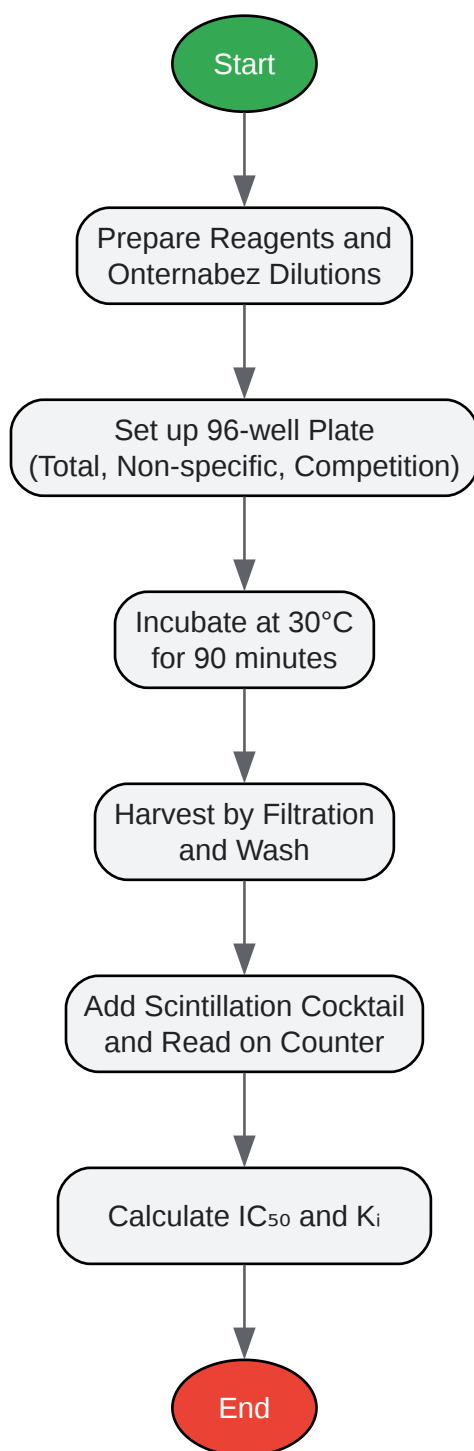 Start
Prepare Reagents and
Onternabez Dilutions
Set up 96-well Plate
(Total, Non-specific, Competition)
Incubate at 30°C
for 90 minutes
Harvest by Filtration
and Wash
Add Scintillation Cocktail
and Read on Counter
Calculate IC₅₀ and Kᵢ
End